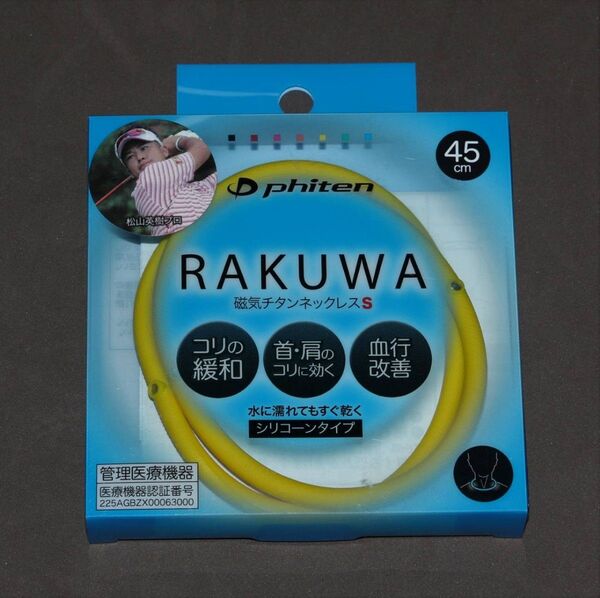 45
cm
phiten
松山英樹プロ
RAKUWA
磁気チタンネックレスS
コリの
緩和
首・肩の
コリに効く
血行
改善
水に濡れてもすぐ乾く
シリコーンタイプ
管理医療機器
医療機器認証番号
225AGBZX00063000